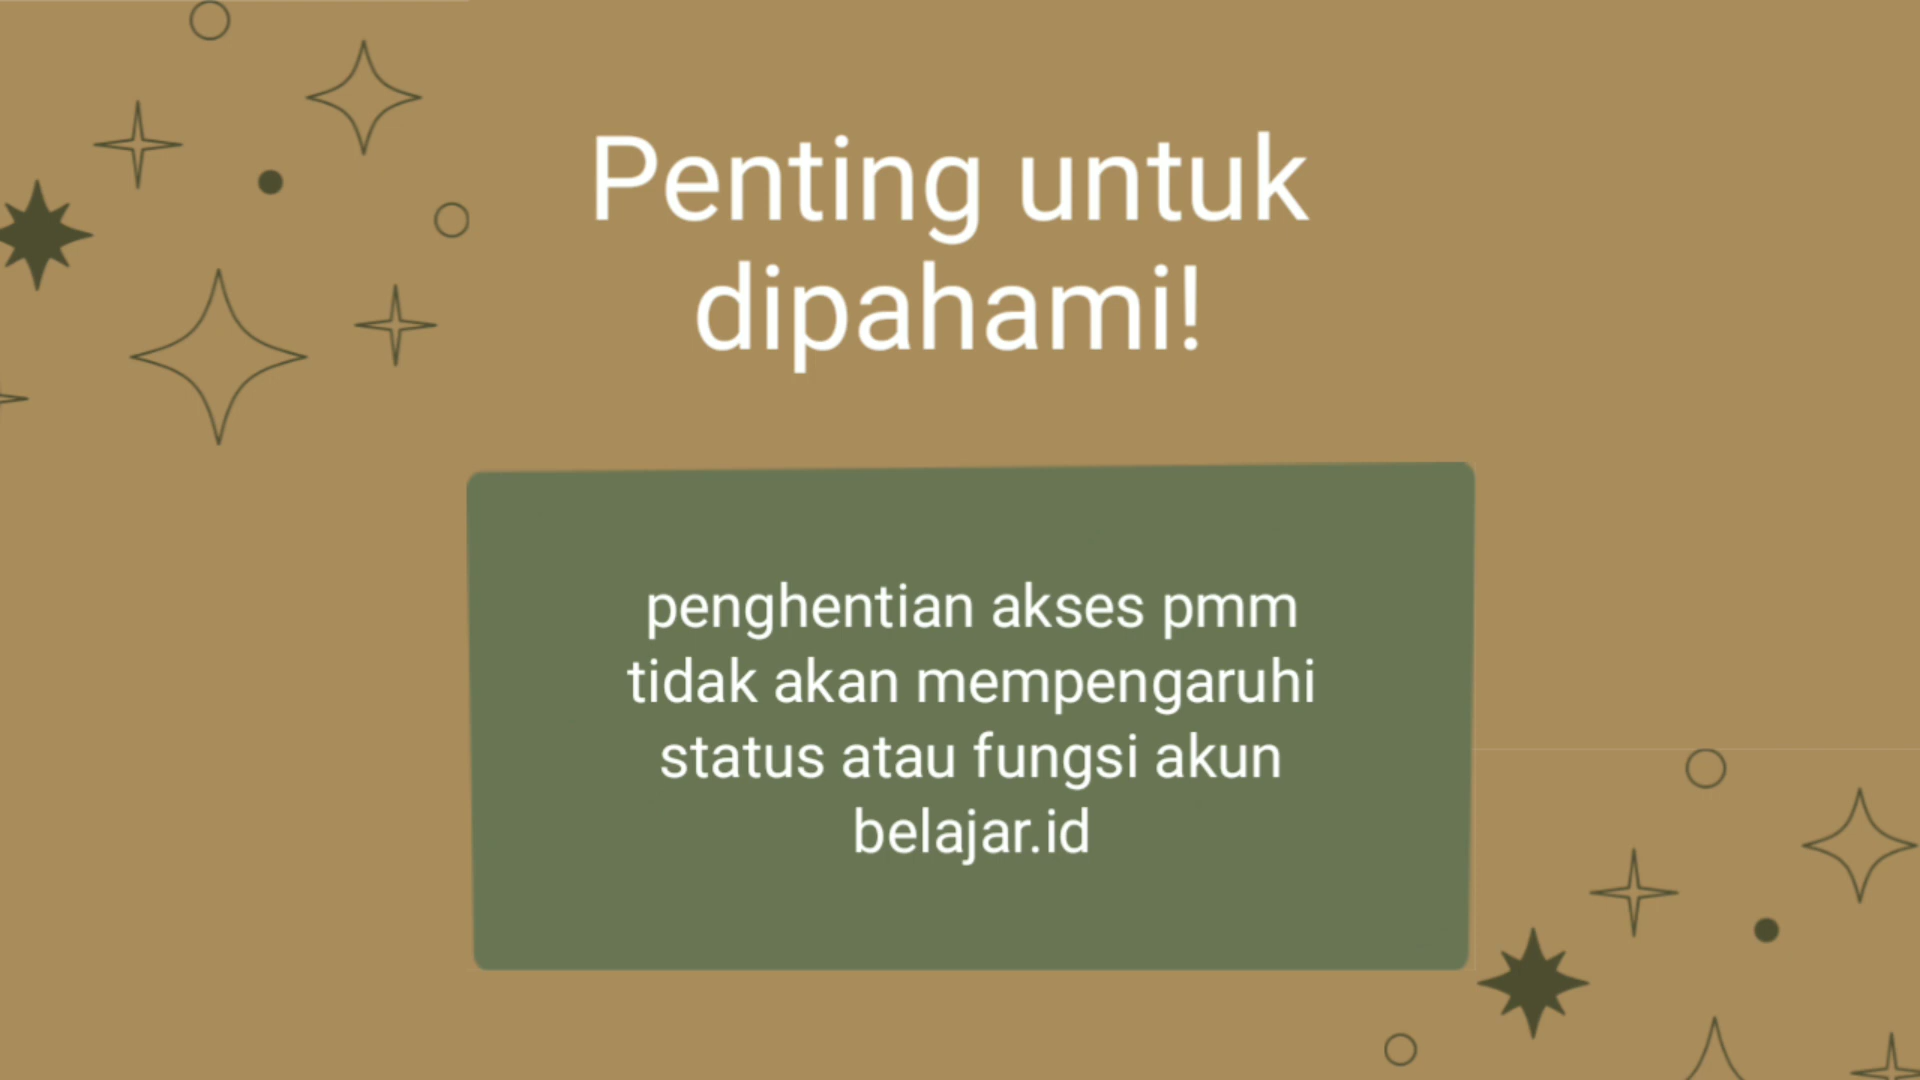 Penting untuk
dipahami!
penghentian akses pmm
tidak akan mempengaruhi
status atau fungsi akun
belajar.id